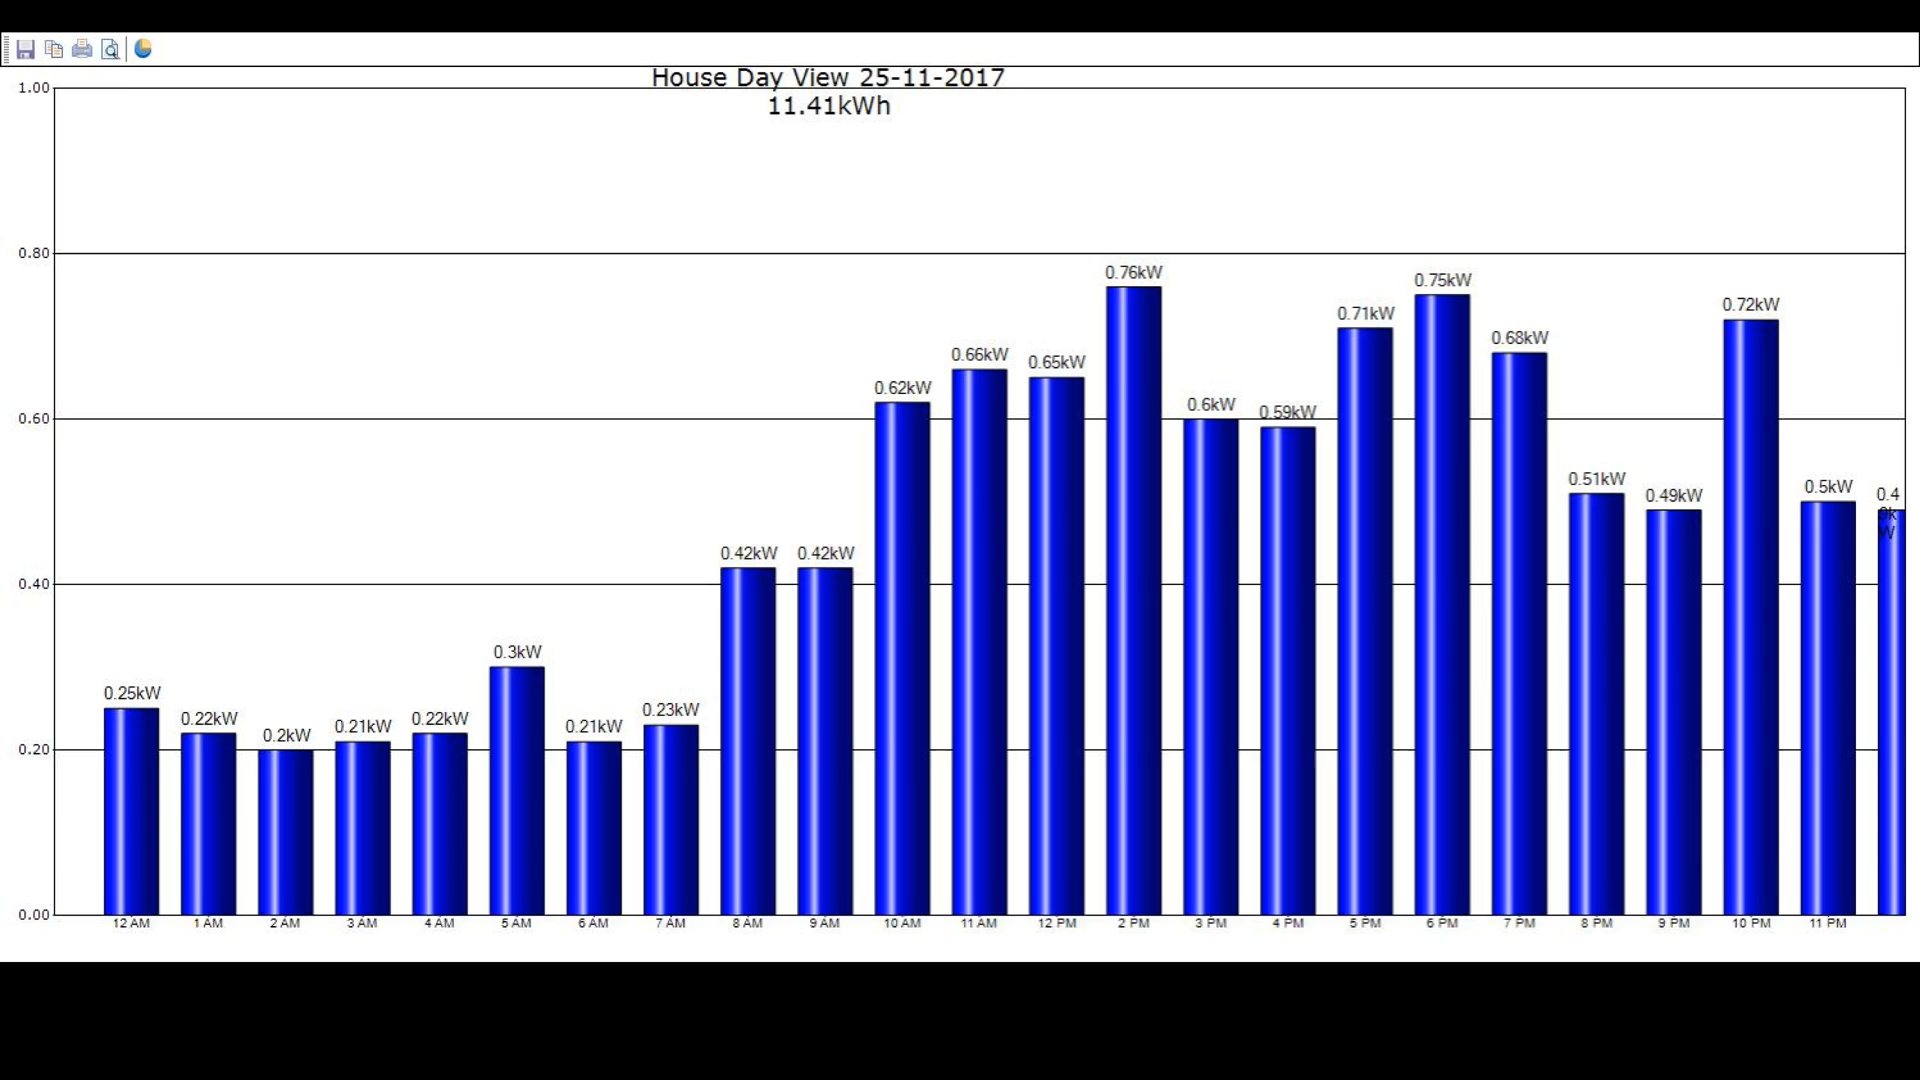 House Day View 25-11-2017
11.41kWh
1.00
0.80
0.60
0.40
0.20
0.00
0.25kW
0.22kW
0.2kW
0.21kW
0.22kW
0.3kW
0.21kW
0.23kW
0.42kW
0.42kW
0.62kW
0.66kW
0.65kW
0.76kW
0.6kW
0.59kW
0.71kW
0.75kW
0.68kW
0.51kW
0.49kW
0.72kW
0.5kW
0.4
9k
W
12 AM 1 AM 2 AM 3 AM 4 AM 5 AM 6 AM 7 AM 8 AM 9 AM 10 AM 11 AM 12 PM 2 PM 3 PM 4 PM 5 PM 6 PM 7 PM 8 PM 9 PM 10 PM 11 PM